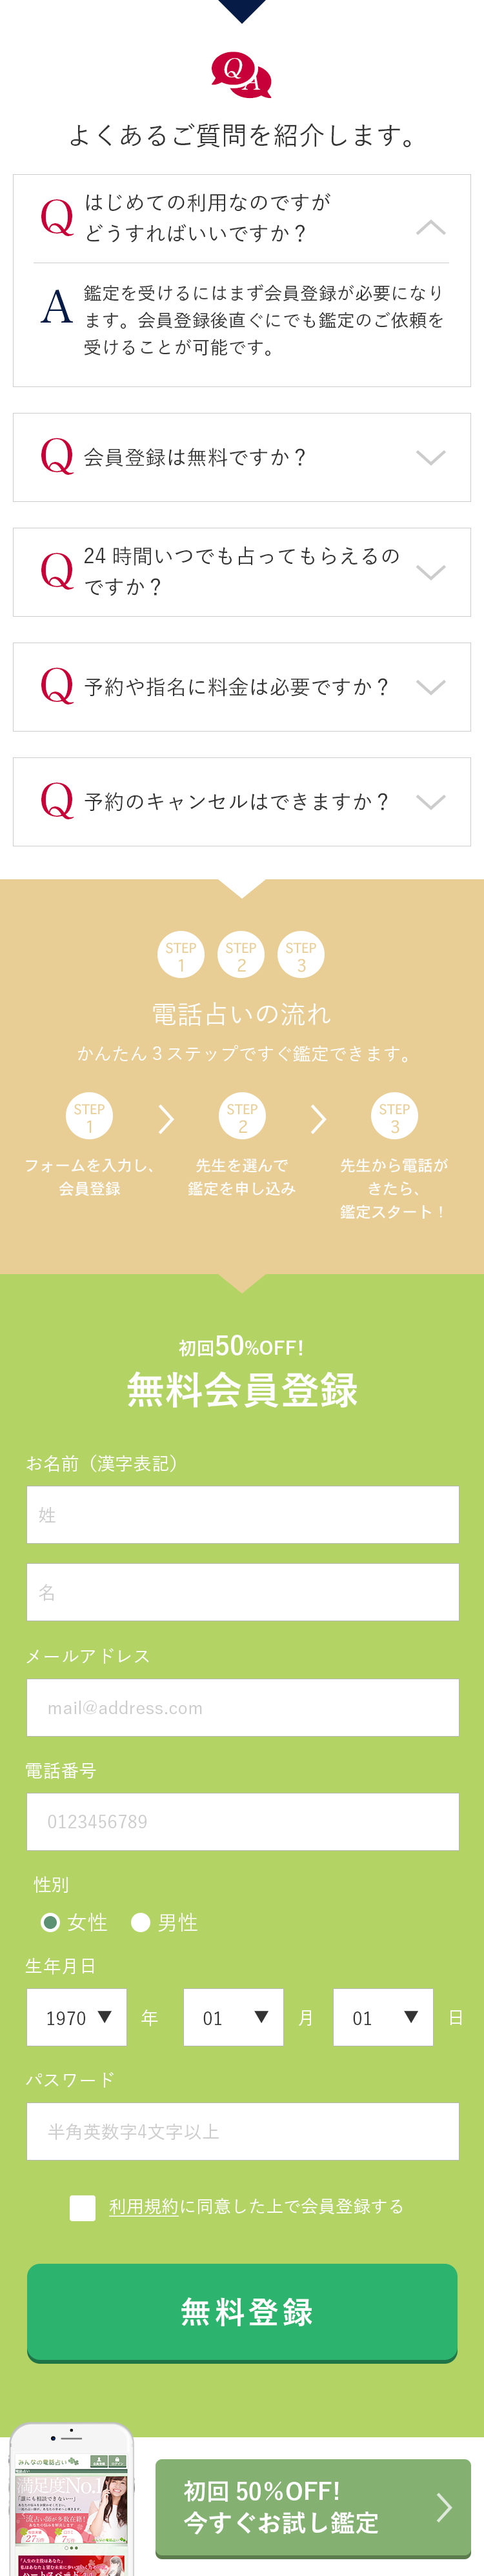 Q A
よくあるご質問を紹介します。
Q はじめての利用なのですが
どうすればいいですか？
A 鑑定を受けるにはまず会員登録が必要になり
ます。会員登録後直ぐにでも鑑定のご依頼を
受けることが可能です。
Q 会員登録は無料ですか？
Q 24 時間いつでも占ってもらえるの
ですか？
Q 予約や指名に料金は必要ですか？
Q 予約のキャンセルはできますか？
STEP 1 STEP 2 STEP 3
電話占いの流れ
かんたん３ステップですぐ鑑定できます。
STEP 1 STEP 2 STEP 3
フォームを入力し、
会員登録
先生を選んで
鑑定を申し込み
先生から電話が
きたら、
鑑定スタート！
初回50%OFF!
無料会員登録
お名前（漢字表記）
姓
名
メールアドレス
mail@address.com
電話番号
0123456789
性別
女性 男性
生年月日
1970 ▼ 年 01 ▼ 月 01 ▼ 日
パスワード
半角英数字4文字以上
利用規約に同意した上で会員登録する
無料登録
みんなの電話占い
満足度No.1
初回 50%OFF!
今すぐお試し鑑定